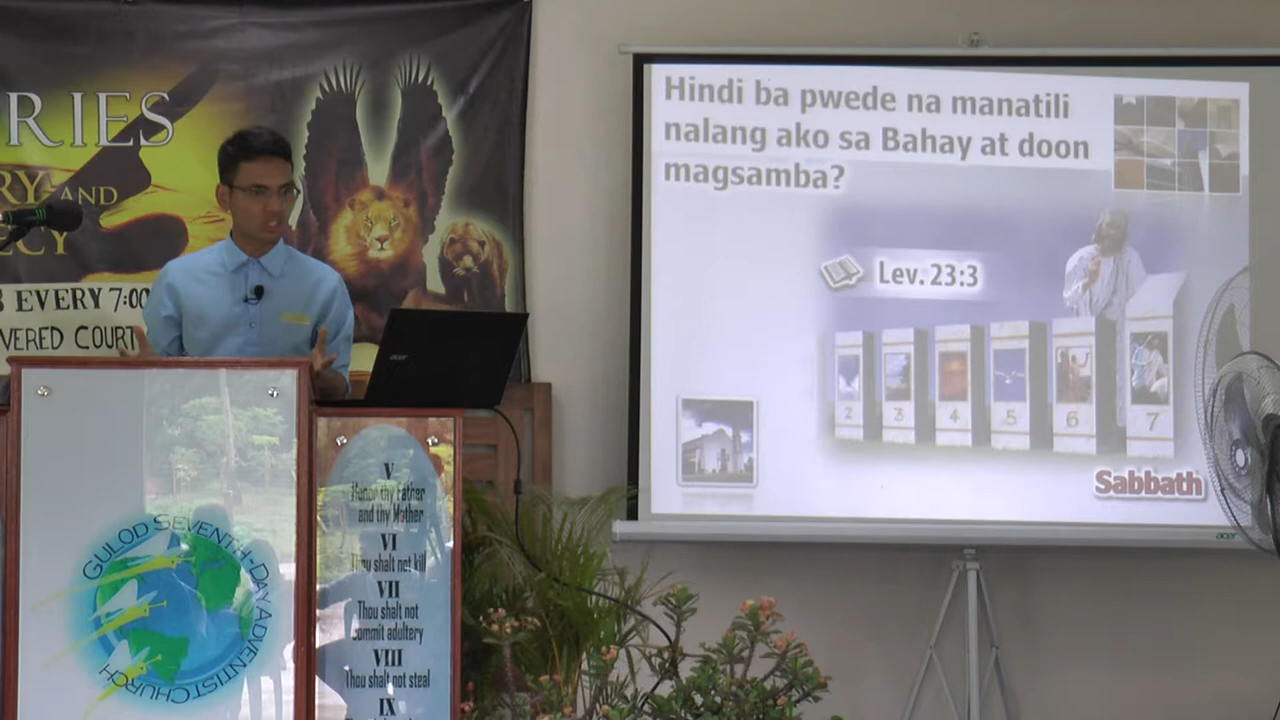 RIES
RY AND
ECY
EVERY 7:00
VERED COURT
acer
Hindi ba pwede na manatili
nalang ako sa Bahay at doon
magsamba?
Lev. 23:3
2
3
4
5
6
7
Sabbath
acer
GULOD SEVENTH-DAY ADVENTIST CHURCH
V
Honor thy Father
and thy Mother
VI
Thou shalt not kill
VII
Thou shalt not
commit adultery
VIII
Thou shalt not steal
IX